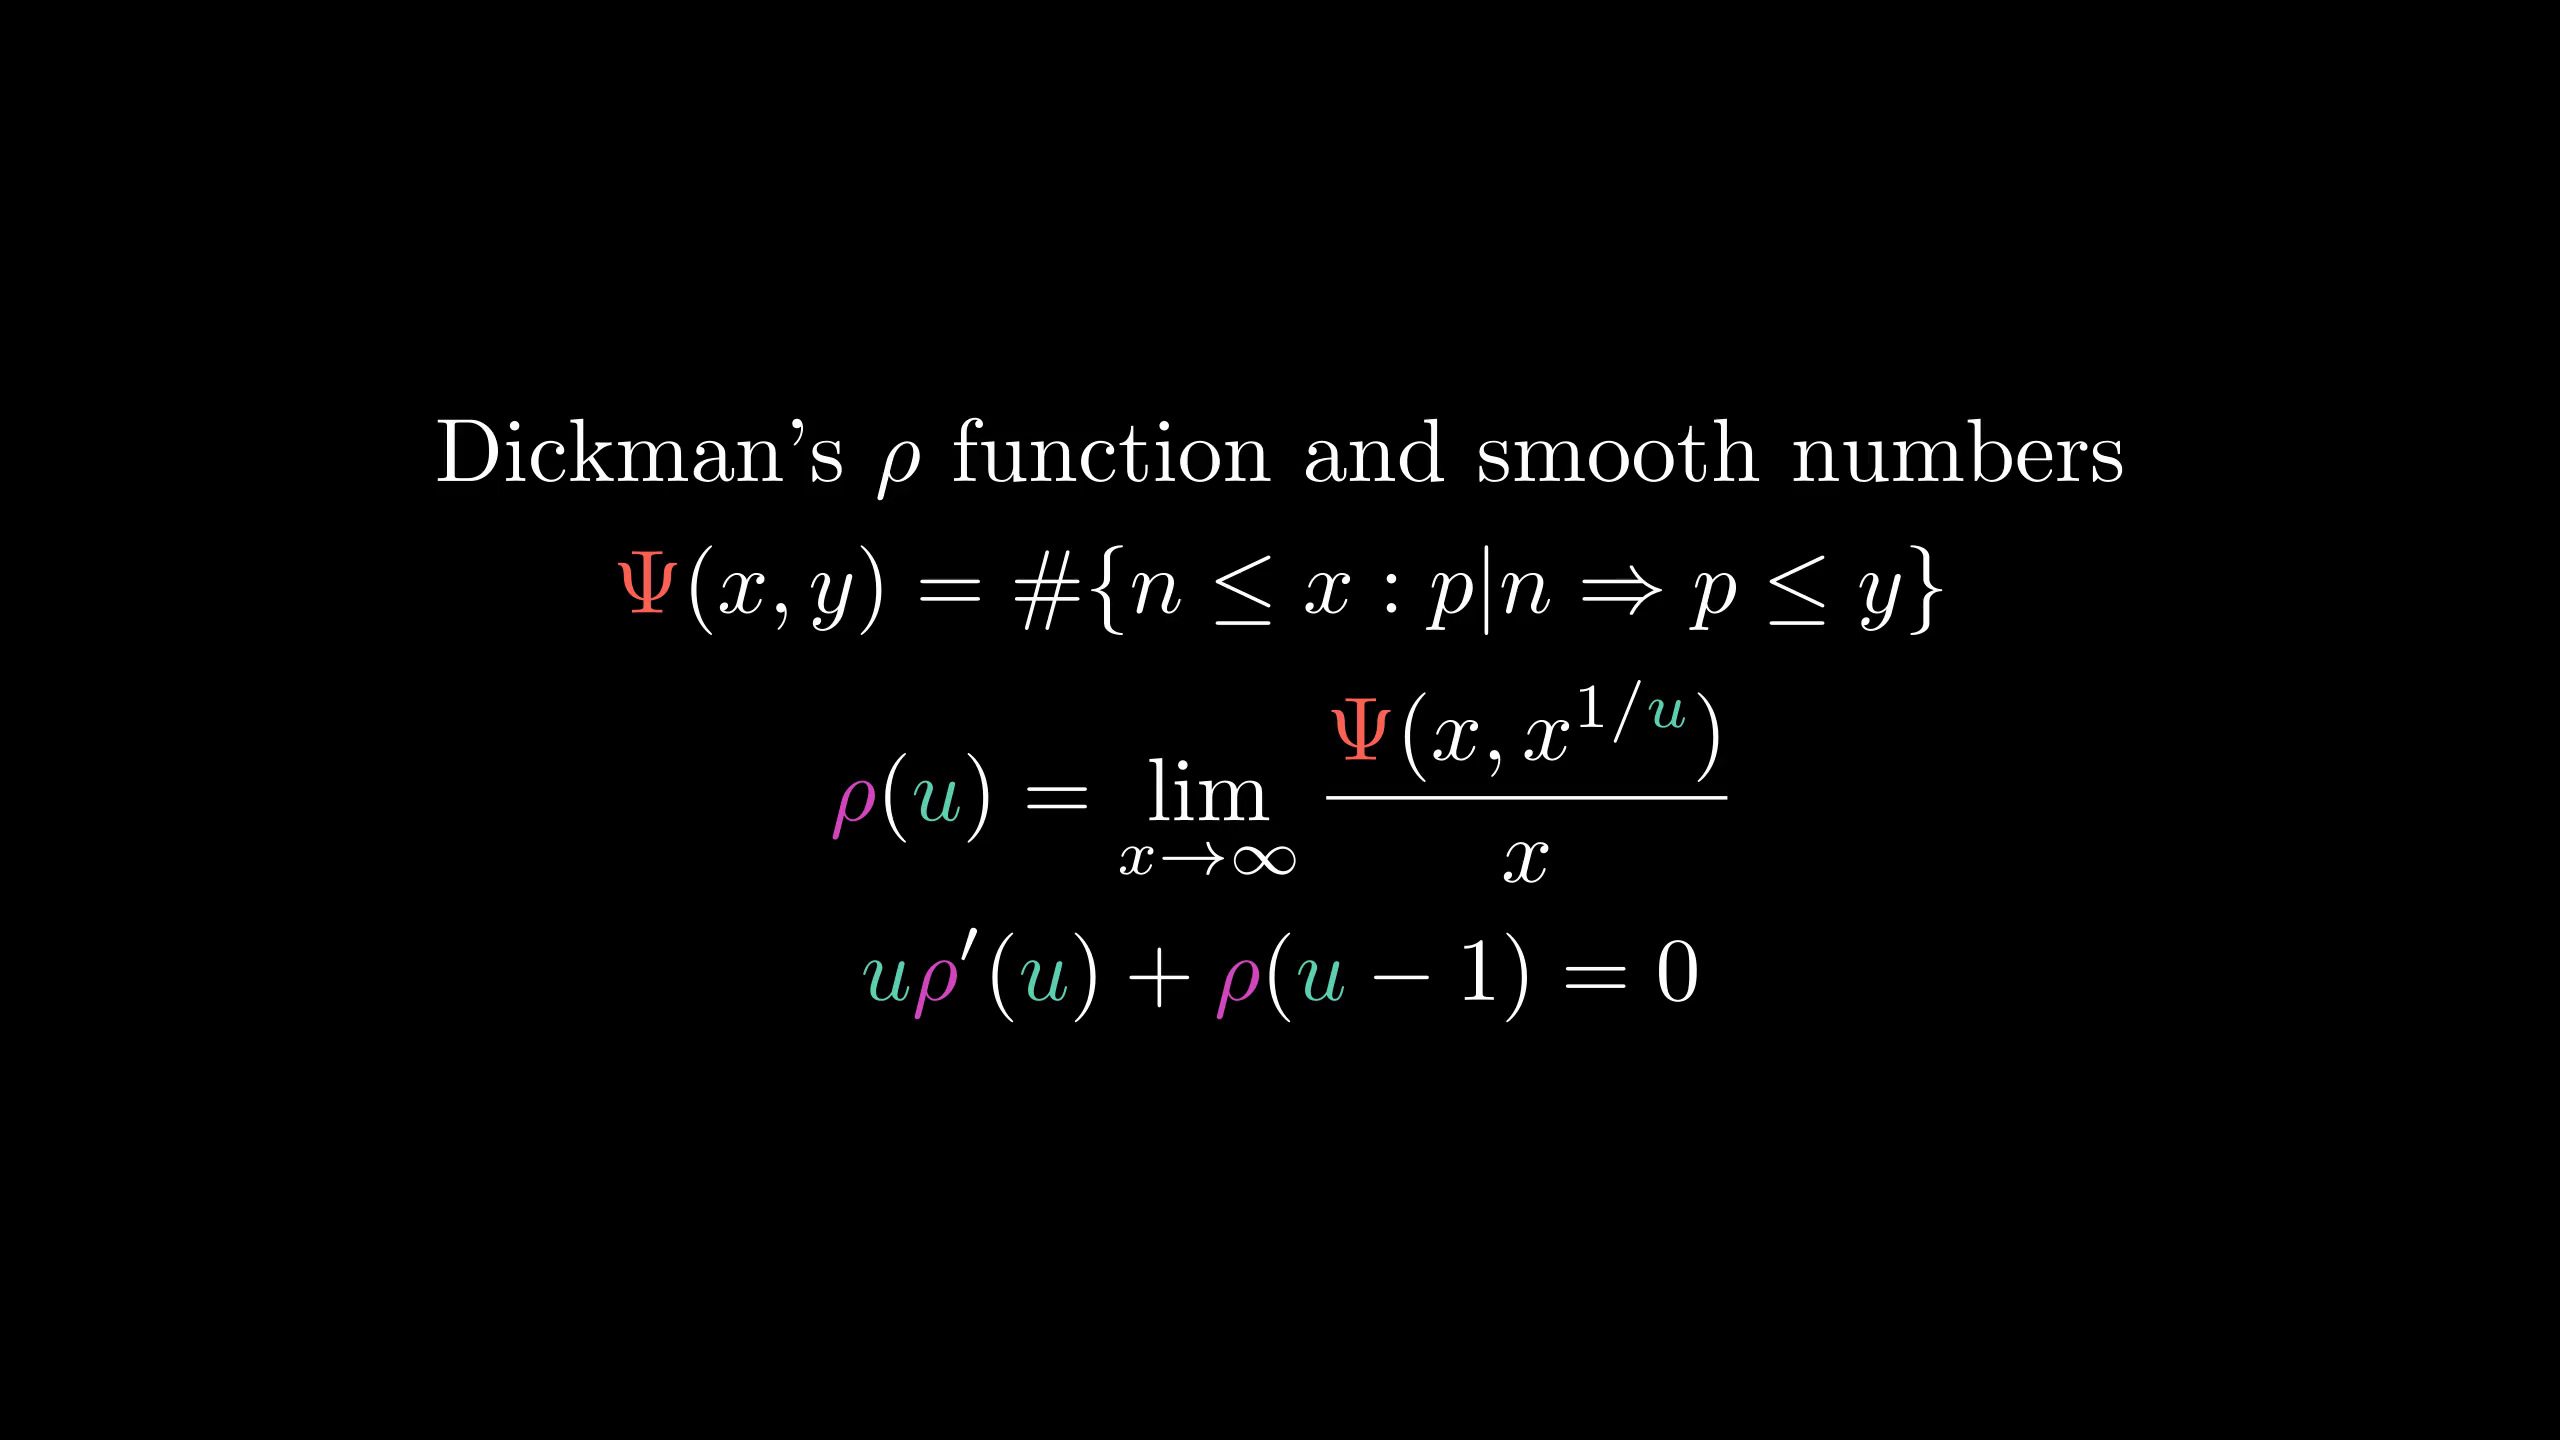 Dickman’s ρ function and smooth numbers
Ψ(x, y) = #{n ≤ x : p|n ⇒ p ≤ y}
ρ(u) = lim_{x→∞} Ψ(x, x^{1/u}) / x
uρ′(u) + ρ(u − 1) = 0